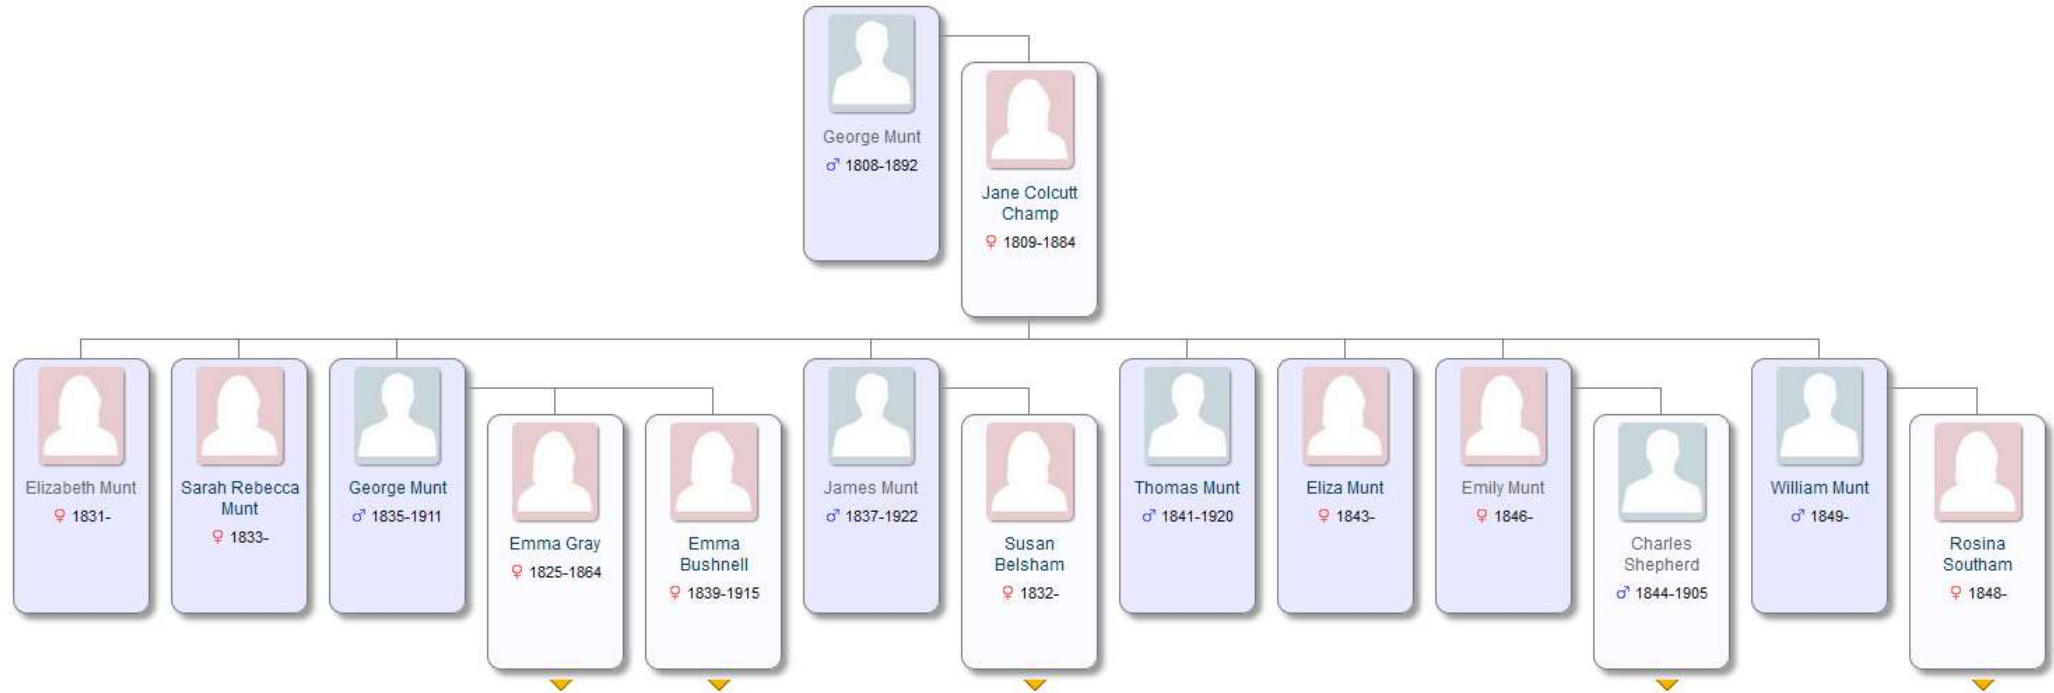 George Munt
♂ 1808-1892
Jane Colcutt
Champ
♀ 1809-1884
Elizabeth Munt
♀ 1831-
Sarah Rebecca
Munt
♀ 1833-
George Munt
♂ 1835-1911
Emma Gray
♀ 1825-1864
Emma
Bushnell
♀ 1839-1915
James Munt
♂ 1837-1922
Susan
Belsham
♀ 1832-
Thomas Munt
♂ 1841-1920
Eliza Munt
♀ 1843-
Emily Munt
♀ 1846-
Charles
Shepherd
♂ 1844-1905
William Munt
♂ 1849-
Rosina
Southam
♀ 1848-